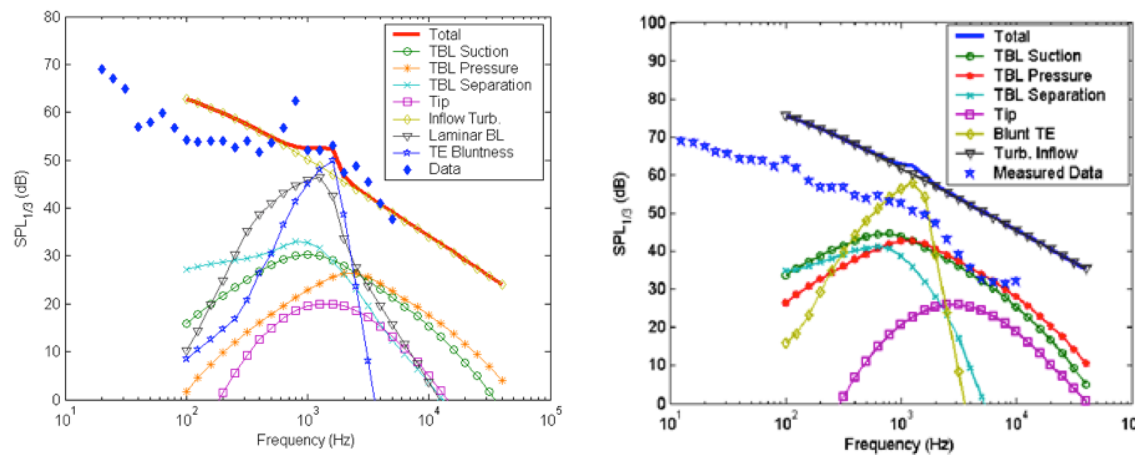 80
70
60
50
40
30
20
10
0
SPL1/3 (dB)
10^1
10^2
10^3
10^4
10^5
Frequency (Hz)
Total
TBL Suction
TBL Pressure
TBL Separation
Tip
Inflow Turb.
Laminar BL
TE Bluntness
Data
100
90
80
70
60
50
40
30
20
10
0
SPL1/3 (dB)
10^1
10^2
10^3
10^4
Frequency (Hz)
Total
TBL Suction
TBL Pressure
TBL Separation
Tip
Blunt TE
Turb. Inflow
Measured Data